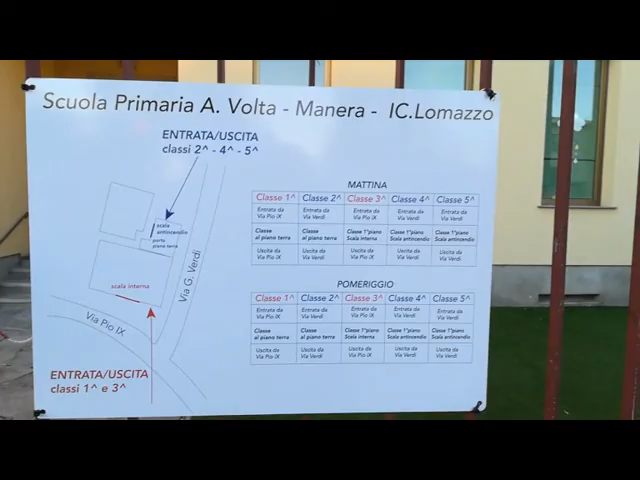 Scuola Primaria A. Volta - Manera - IC.Lomazzo
ENTRATA/USCITA
classi 2^ - 4^ - 5^
scala
antincendio
porta
piano terra
scala interna
Via G. Verdi
Via Pio IX
ENTRATA/USCITA
classi 1^ e 3^
MATTINA
Classe 1^ Classe 2^ Classe 3^ Classe 4^ Classe 5^
Entrata da Entrata da Entrata da Entrata da Entrata da
Via Pio IX Via Verdi Via Pio IX Via Verdi Via Verdi
Classe Classe Classe 1°piano Classe 1°piano Classe 1°piano
al piano terra al piano terra Scala interna Scala antincendio Scala antincendio
Uscita da Uscita da Uscita da Uscita da Uscita da
Via Pio IX Via Verdi Via Pio IX Via Verdi Via Verdi
POMERIGGIO
Classe 1^ Classe 2^ Classe 3^ Classe 4^ Classe 5^
Entrata da Entrata da Entrata da Entrata da Entrata da
Via Pio IX Via Verdi Via Pio IX Via Verdi Via Verdi
Classe Classe Classe 1°piano Classe 1°piano Classe 1°piano
al piano terra al piano terra Scala interna Scala antincendio Scala antincendio
Uscita da Uscita da Uscita da Uscita da Uscita da
Via Pio IX Via Verdi Via Pio IX Via Verdi Via Verdi